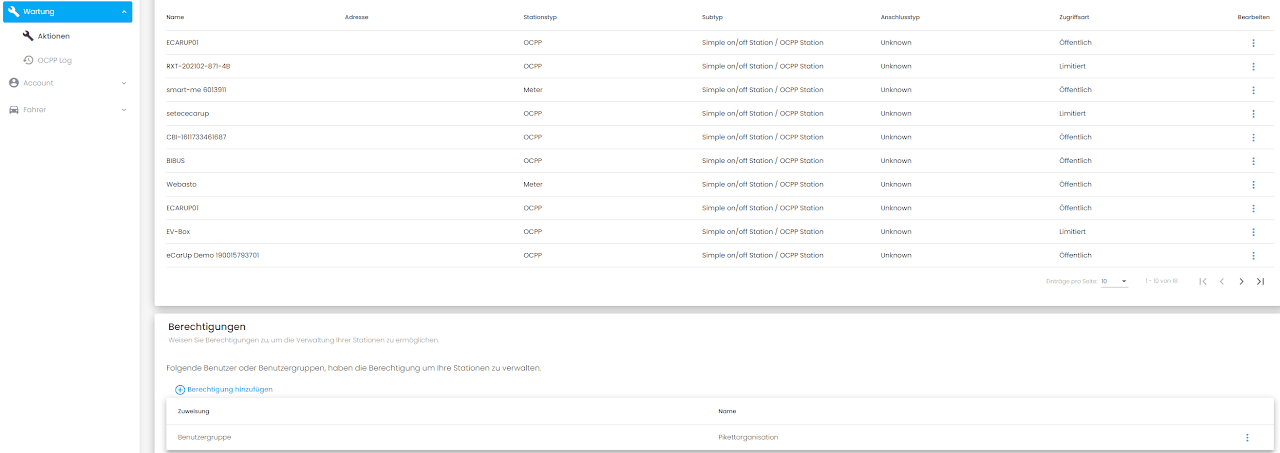 Wartung
Aktionen
OCPP Log
Account
Fahrer
Name Adresse Stationstyp Subtyp Anschlusstyp Zugriffsart Bearbeiten
ECARUP01 OCPP Simple on/off Station / OCPP Station Unknown Öffentlich
RXT-202102-871-4B OCPP Simple on/off Station / OCPP Station Unknown Limitiert
smart-me 6013911 Meter Simple on/off Station / OCPP Station Unknown Öffentlich
setececarup OCPP Simple on/off Station / OCPP Station Unknown Limitiert
CBI-1611733461687 OCPP Simple on/off Station / OCPP Station Unknown Öffentlich
BIBUS OCPP Simple on/off Station / OCPP Station Unknown Öffentlich
Webasto Meter Simple on/off Station / OCPP Station Unknown Öffentlich
ECARUP01 OCPP Simple on/off Station / OCPP Station Unknown Öffentlich
EV-Box OCPP Simple on/off Station / OCPP Station Unknown Limitiert
eCarUp Demo 190015793701 OCPP Simple on/off Station / OCPP Station Unknown Öffentlich
Einträge pro Seite: 10 1 - 10 von 18
Berechtigungen
Weisen Sie Berechtigungen zu, um die Verwaltung Ihrer Stationen zu ermöglichen
Folgende Benutzer oder Benutzergruppen, haben die Berechtigung um Ihre Stationen zu verwalten.
Berechtigung hinzufügen
Zuweisung Name
Benutzergruppe Pikettorganisation